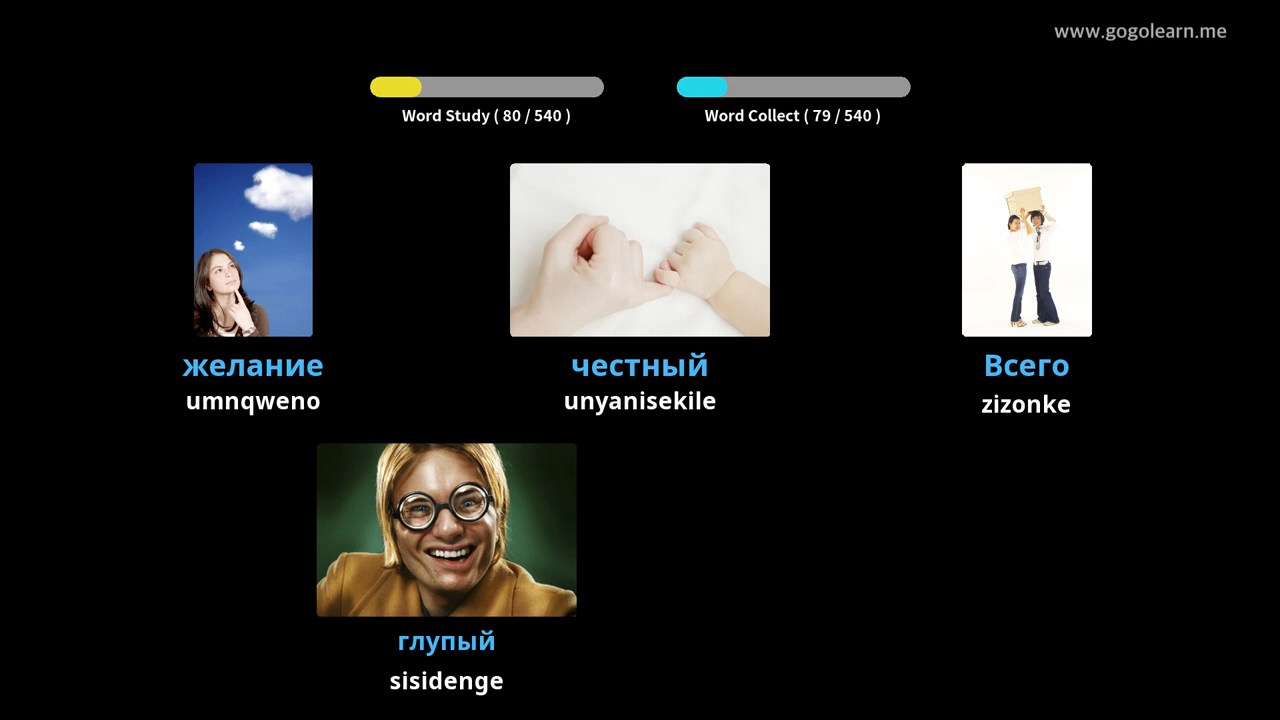 www.gogolearn.me
Word Study ( 80 / 540 )
Word Collect ( 79 / 540 )
желание
umnqweno
честный
unyanisekile
Всего
zizonke
глупый
sisidenge